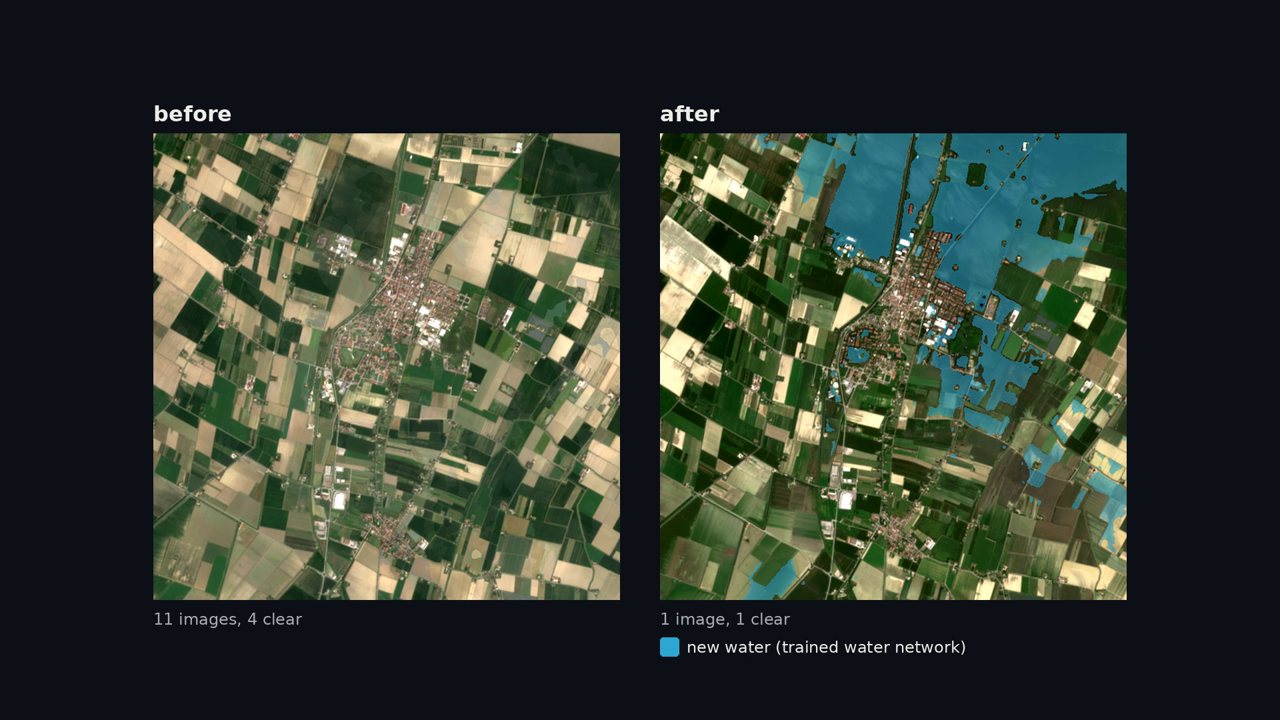 before
after
11 images, 4 clear
1 image, 1 clear
new water (trained water network)